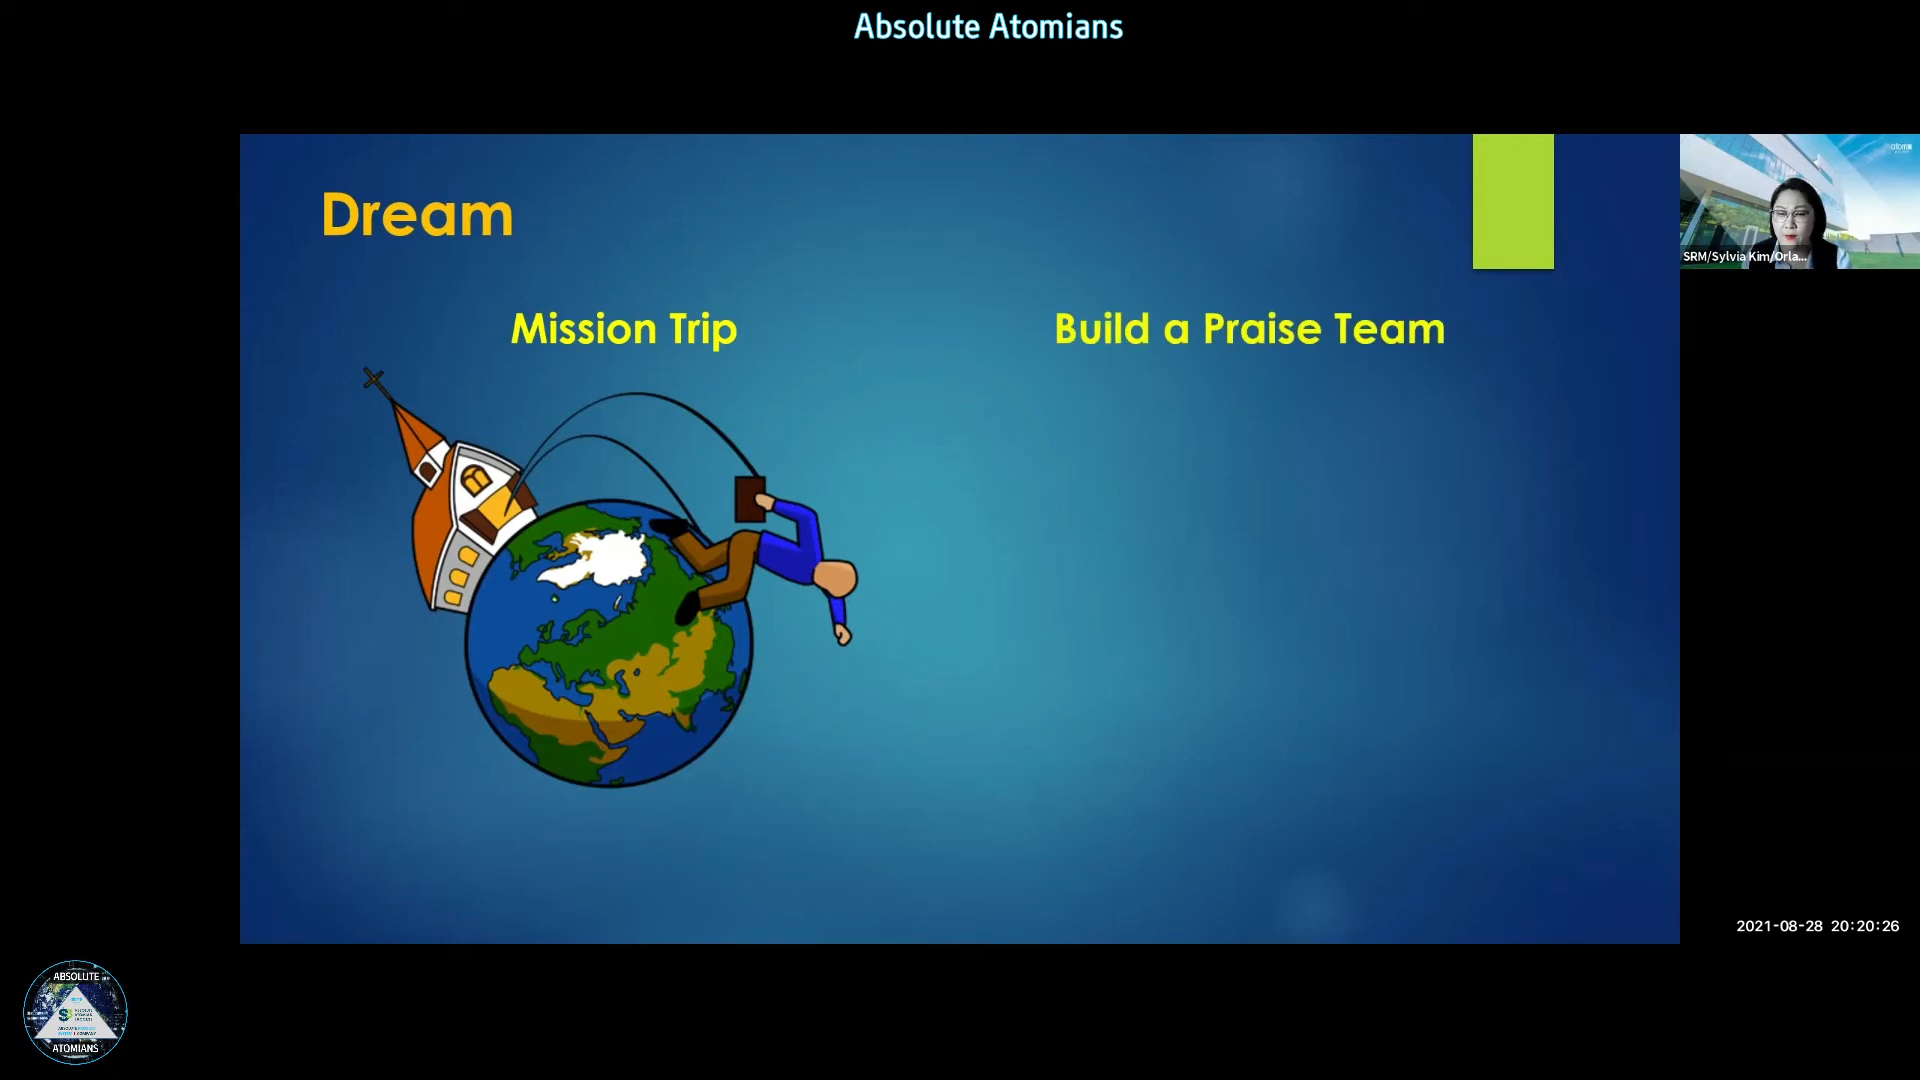 Absolute Atomians
Dream
Mission Trip
Build a Praise Team
SRM/Sylvia Kim/Orla...
2021-08-28 20:20:26
ABSOLUTE
ATOMIANS